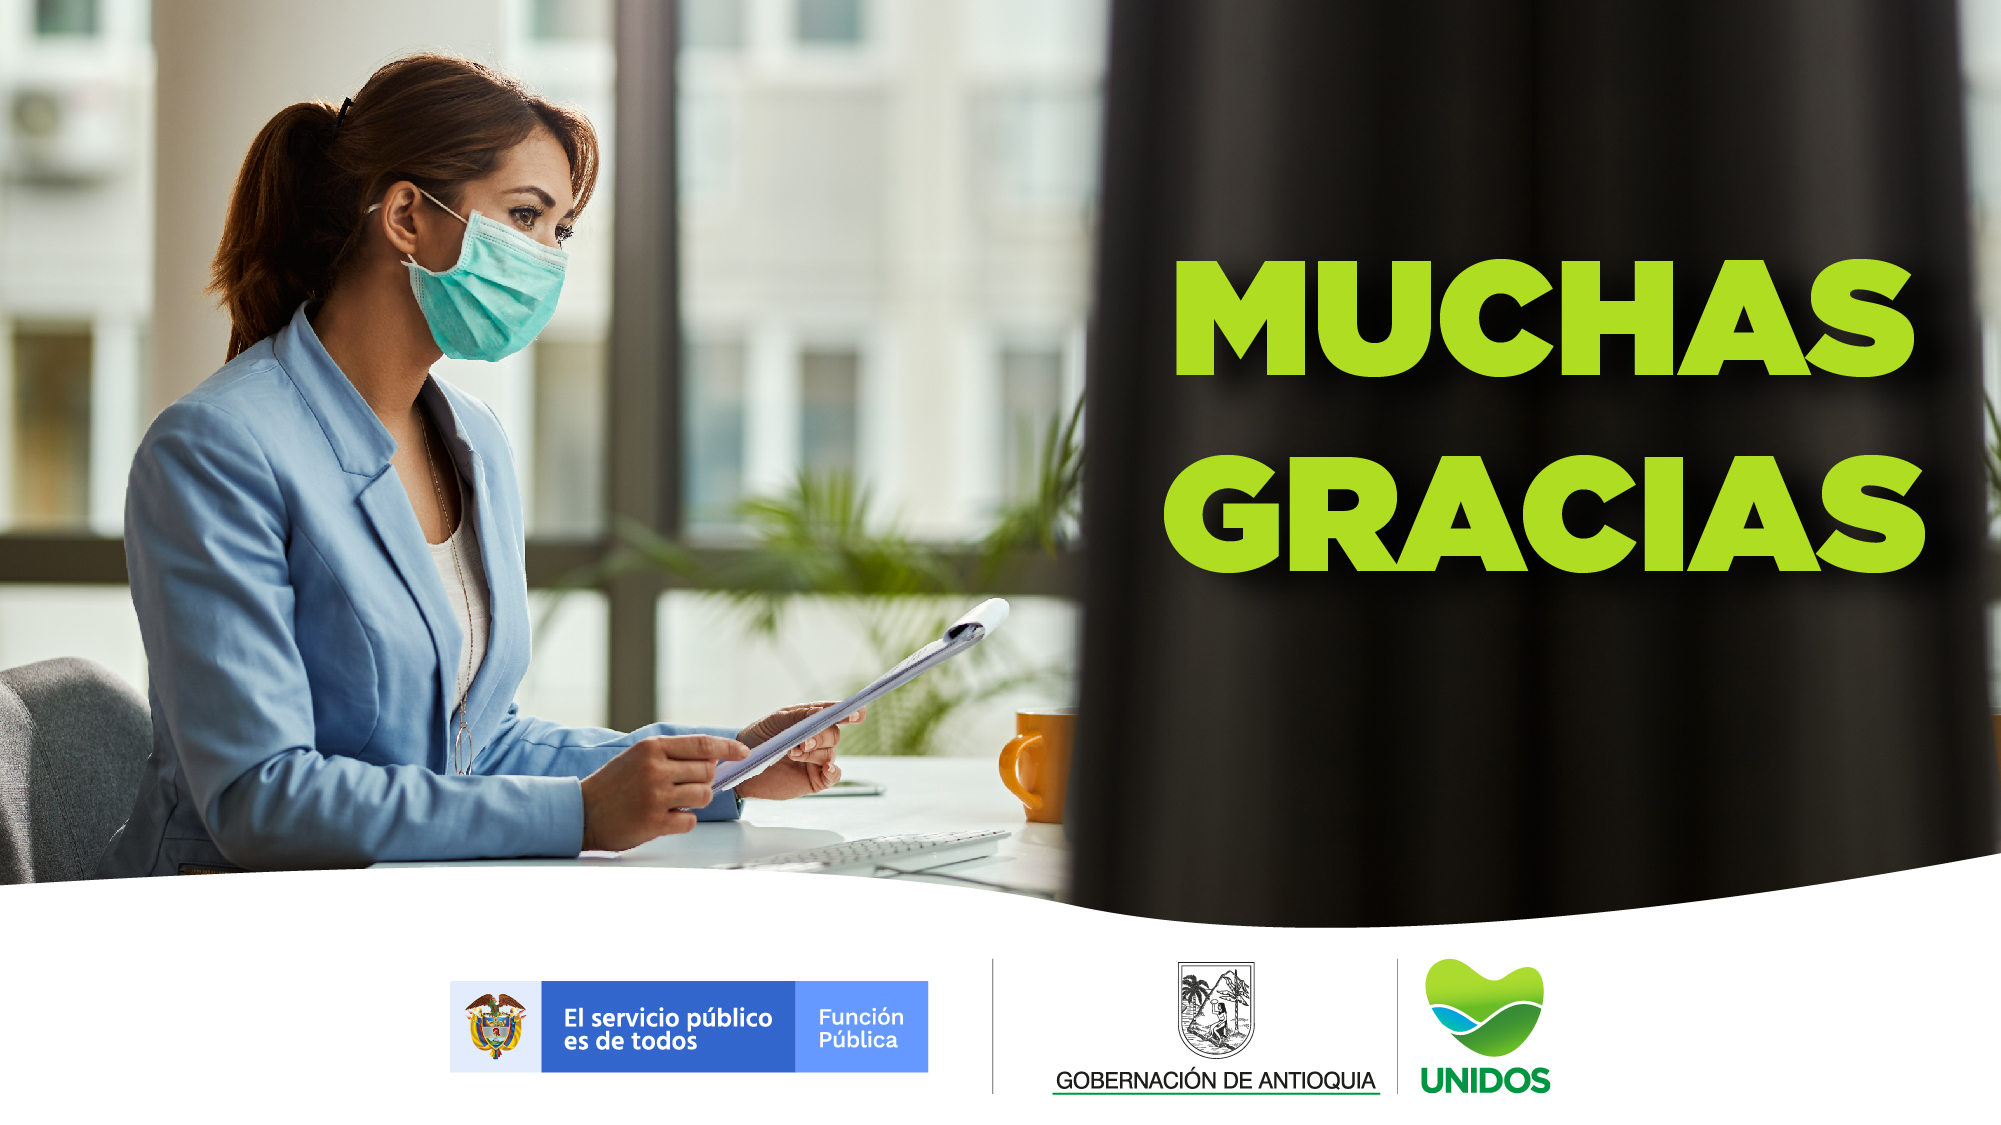 MUCHAS
GRACIAS
El servicio público
es de todos
Función
Pública
GOBERNACIÓN DE ANTIOQUIA
UNIDOS